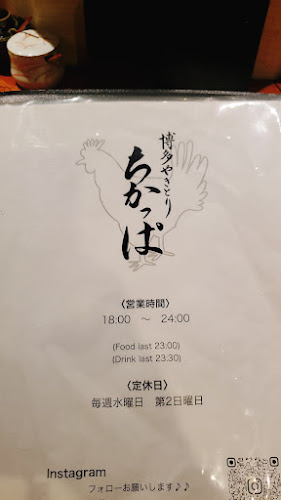 博多やきとり
ちかっぱ
〈営業時間〉
18:00 ～ 24:00
(Food last 23:00)
(Drink last 23:30)
〈定休日〉
毎週水曜日 第2日曜日
Instagram
フォローお願いします♪♪